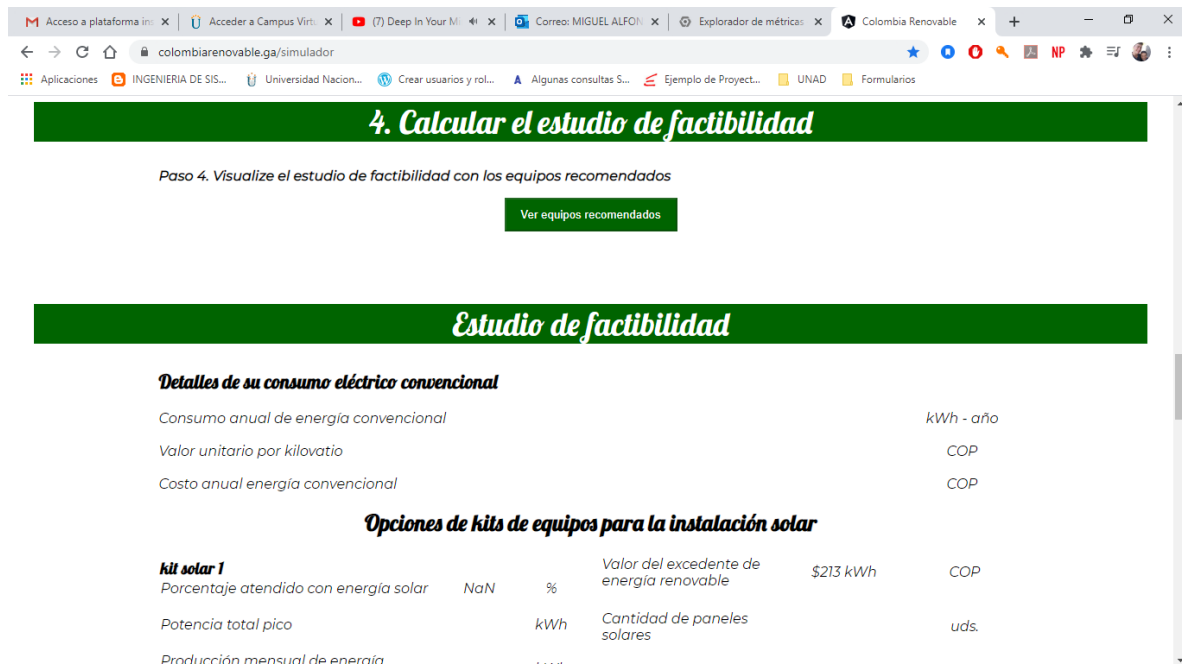 Acceso a plataforma ins
Acceder a Campus Virtu
(7) Deep In Your Mi
Correo: MIGUEL ALFON
Explorador de métricas
Colombia Renovable
colombiarenovable.ga/simulador
NP
Aplicaciones
INGENIERIA DE SIS...
Universidad Nacion...
Crear usuarios y rol...
Algunas consultas S...
Ejemplo de Proyect...
UNAD
Formularios
4. Calcular el estudio de factibilidad
Paso 4. Visualize el estudio de factibilidad con los equipos recomendados
Ver equipos recomendados
Estudio de factibilidad
Detalles de su consumo eléctrico convencional
Consumo anual de energía convencional kWh - año
Valor unitario por kilovatio COP
Costo anual energía convencional COP
Opciones de kits de equipos para la instalación solar
kit solar 1
Porcentaje atendido con energía solar NaN %
Valor del excedente de
energía renovable $213 kWh COP
Potencia total pico kWh
Cantidad de paneles
solares uds.
Producción mensual de energía